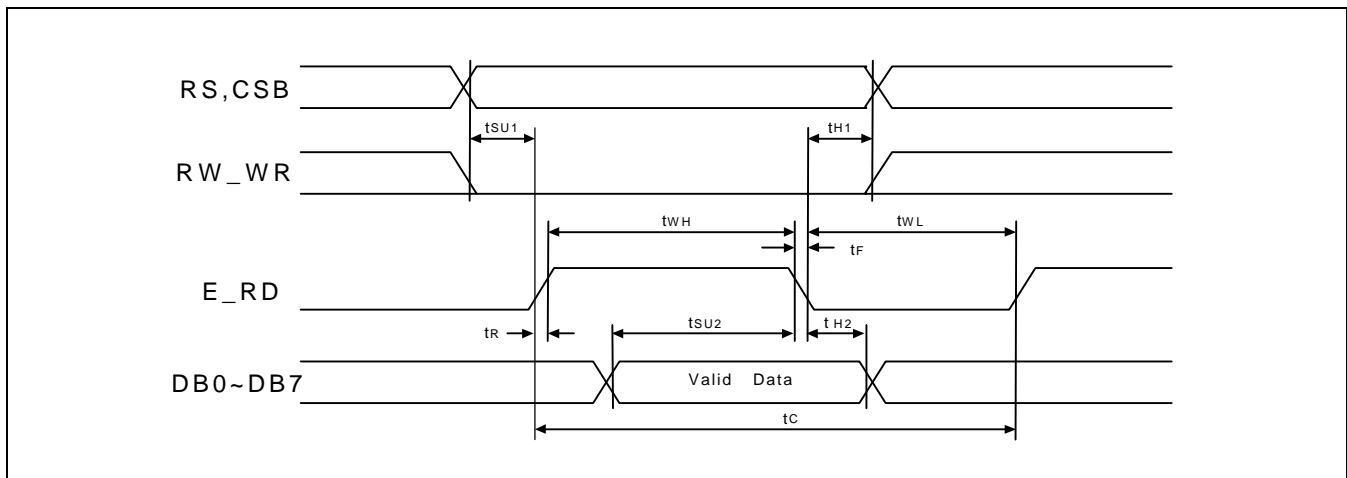 RS,CSB
tSU1
tH1
RW_WR
tWH
tWL
tF
E_RD
tR
tSU2
tH2
DB0~DB7
Valid Data
tC